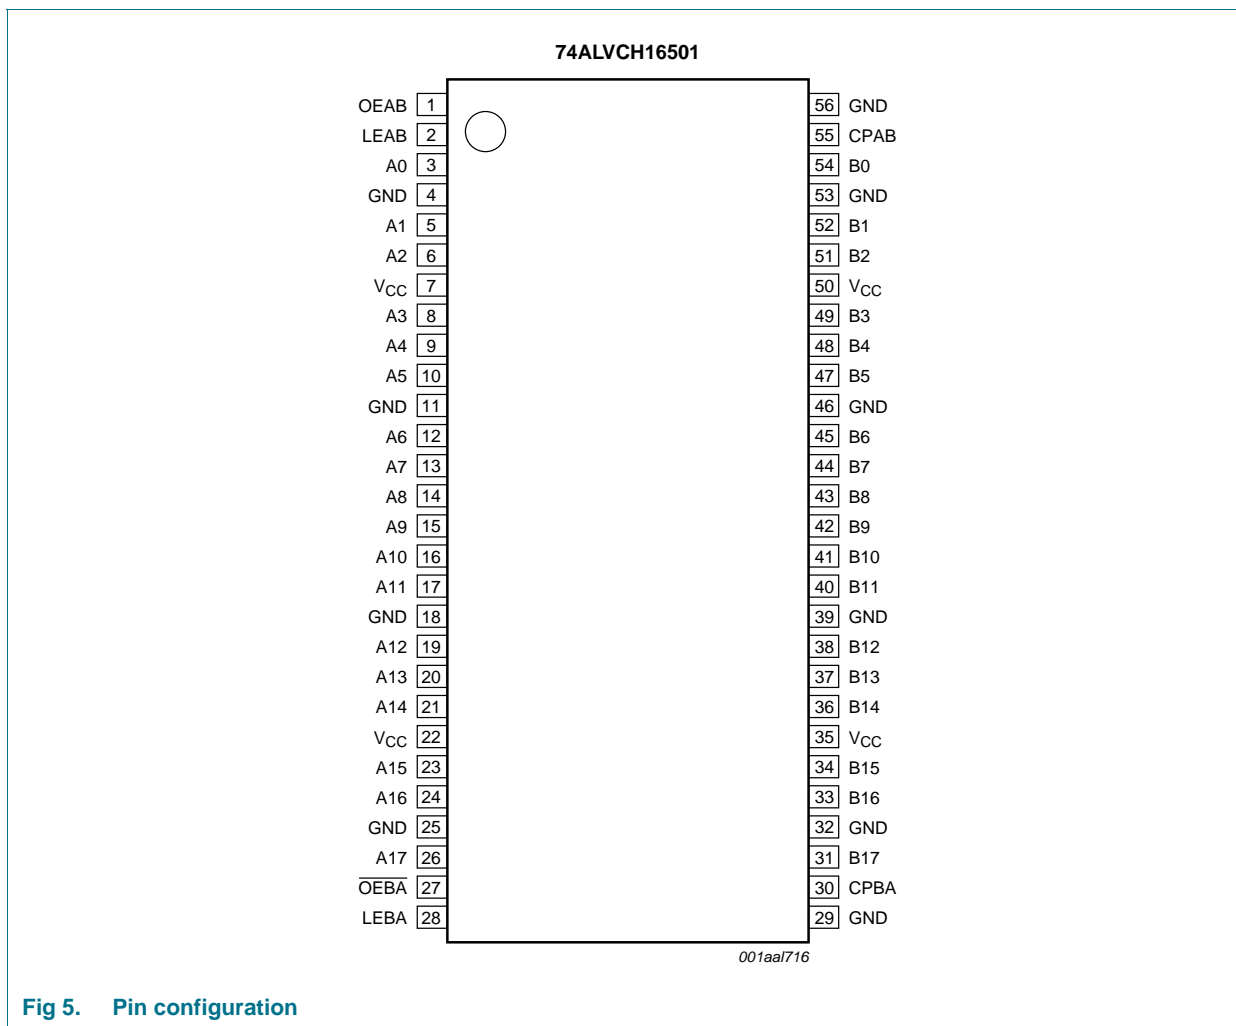 74ALVCH16501
OEAB 1 56 GND
LEAB 2 55 CPAB
A0 3 54 B0
GND 4 53 GND
A1 5 52 B1
A2 6 51 B2
VCC 7 50 VCC
A3 8 49 B3
A4 9 48 B4
A5 10 47 B5
GND 11 46 GND
A6 12 45 B6
A7 13 44 B7
A8 14 43 B8
A9 15 42 B9
A10 16 41 B10
A11 17 40 B11
GND 18 39 GND
A12 19 38 B12
A13 20 37 B13
A14 21 36 B14
VCC 22 35 VCC
A15 23 34 B15
A16 24 33 B16
GND 25 32 GND
A17 26 31 B17
OEBA 27 30 CPBA
LEBA 28 29 GND
001aal716
Fig 5. Pin configuration